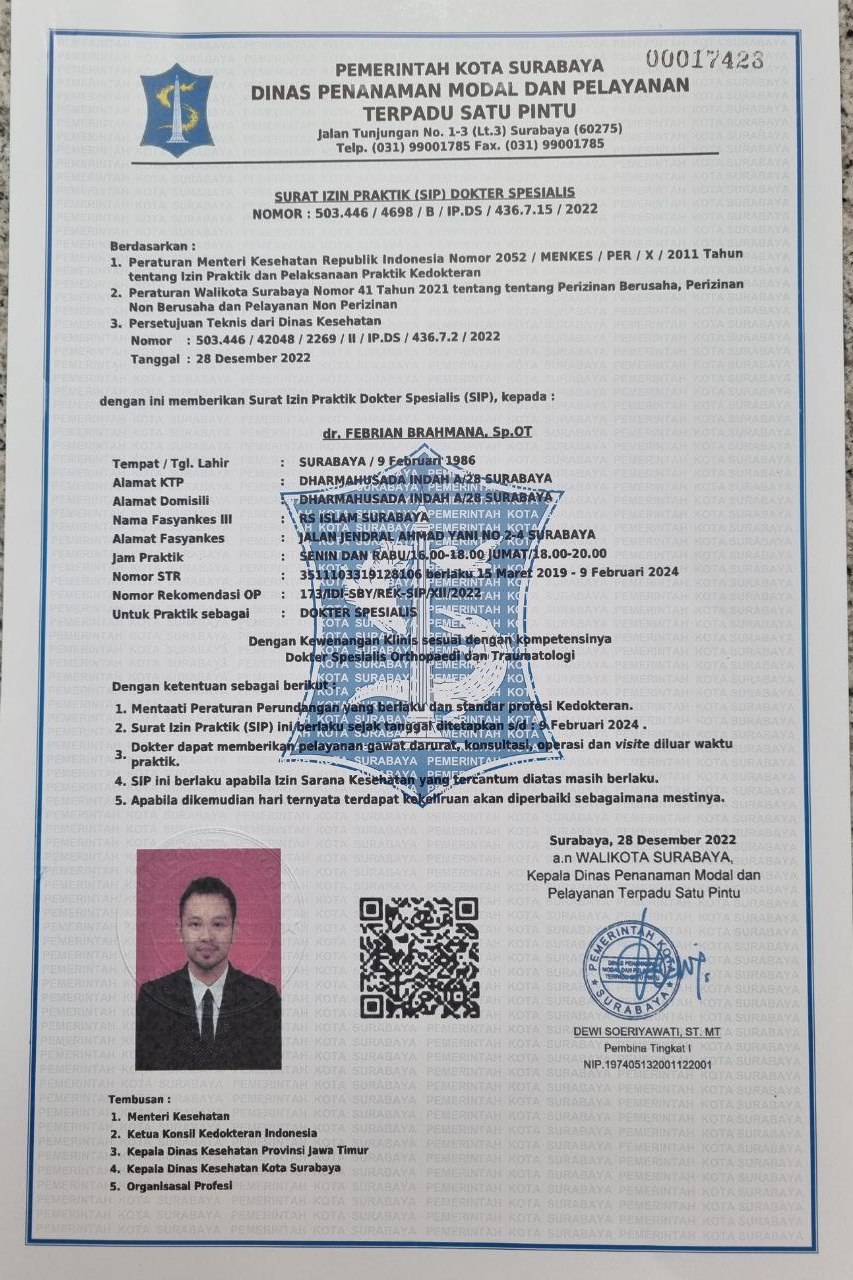 00017423
PEMERINTAH KOTA SURABAYA
DINAS PENANAMAN MODAL DAN PELAYANAN
TERPADU SATU PINTU
Jalan Tunjungan No. 1-3 (Lt.3) Surabaya (60275)
Telp. (031) 99001785 Fax. (031) 99001785
SURAT IZIN PRAKTIK (SIP) DOKTER SPESIALIS
NOMOR : 503.446 / 4698 / B / IP.DS / 436.7.15 / 2022
Berdasarkan :
1. Peraturan Menteri Kesehatan Republik Indonesia Nomor 2052 / MENKES / PER / X / 2011 Tahun
tentang Izin Praktik dan Pelaksanaan Praktik Kedokteran
2. Peraturan Walikota Surabaya Nomor 41 Tahun 2021 tentang tentang Perizinan Berusaha, Perizinan
Non Berusaha dan Pelayanan Non Perizinan
3. Persetujuan Teknis dari Dinas Kesehatan
Nomor : 503.446 / 42048 / 2269 / II / IP.DS / 436.7.2 / 2022
Tanggal : 28 Desember 2022
dengan ini memberikan Surat Izin Praktik Dokter Spesialis (SIP), kepada :
dr. FEBRIAN BRAHMANA, Sp.OT
Tempat / Tgl. Lahir : SURABAYA / 9 Februari 1986
Alamat KTP : DHARMAHUSADA INDAH A/28 SURABAYA
Alamat Domisili : DHARMAHUSADA INDAH A/28 SURABAYA
Nama Fasyankes III : RS ISLAM SURABAYA
Alamat Fasyankes : JALAN JENDRAL AHMAD YANI NO 2-4 SURABAYA
Jam Praktik : SENIN DAN RABU/16.00-18.00 JUMAT/18.00-20.00
Nomor STR : 3511103319128106 berlaku 15 Maret 2019 - 9 Februari 2024
Nomor Rekomendasi OP : 173/IDI-SBY/REK-SIP/XII/2022
Untuk Praktik sebagai : DOKTER SPESIALIS
Dengan Kewenangan Klinis sesuai dengan kompetensinya
Dokter Spesialis Orthopaedi dan Traumatologi
Dengan ketentuan sebagai berikut :
1. Mentaati Peraturan Perundangan yang berlaku dan standar profesi Kedokteran.
2. Surat Izin Praktik (SIP) ini berlaku sejak tanggal ditetapkan s/d : 9 Februari 2024 .
3. Dokter dapat memberikan pelayanan gawat darurat, konsultasi, operasi dan visite diluar waktu
praktik.
4. SIP ini berlaku apabila Izin Sarana Kesehatan yang tercantum diatas masih berlaku.
5. Apabila dikemudian hari ternyata terdapat kekeliruan akan diperbaiki sebagaimana mestinya.
Surabaya, 28 Desember 2022
a.n WALIKOTA SURABAYA,
Kepala Dinas Penanaman Modal dan
Pelayanan Terpadu Satu Pintu
PEMERINTAH KOTA
DINAS PENANAMAN
MODAL DAN PELAYANAN
TERPADU SATU PINTU
SURABAYA
DEWI SOERIYAWATI, ST. MT
Pembina Tingkat I
NIP.197405132001122001
Tembusan :
1. Menteri Kesehatan
2. Ketua Konsil Kedokteran Indonesia
3. Kepala Dinas Kesehatan Provinsi Jawa Timur
4. Kepala Dinas Kesehatan Kota Surabaya
5. Organisasal Profesi